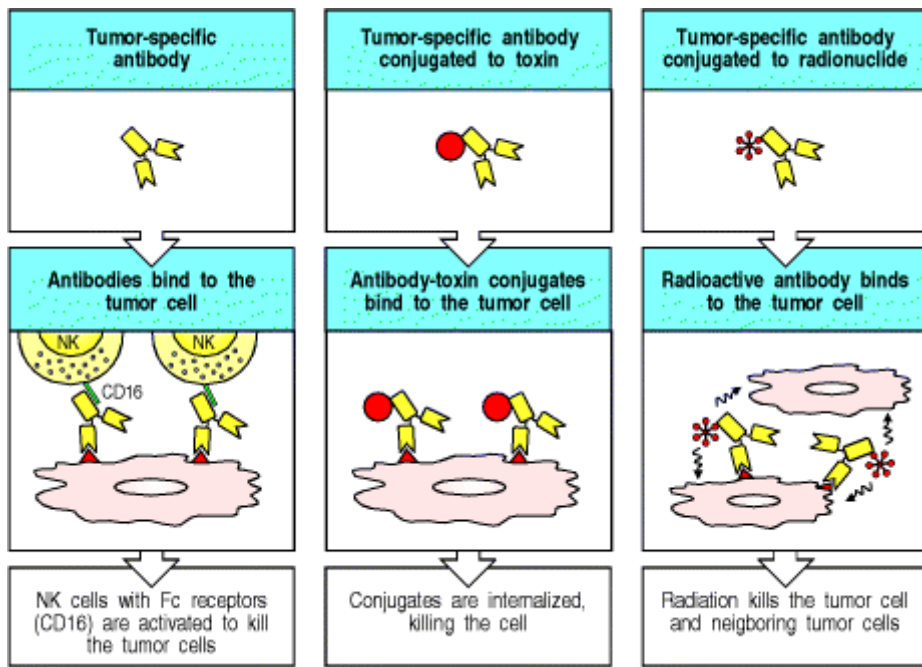 Tumor-specific
antibody
Tumor-specific antibody
conjugated to toxin
Tumor-specific antibody
conjugated to radionuclide
Antibodies bind to the
tumor cell
Antibody-toxin conjugates
bind to the tumor cell
Radioactive antibody binds
to the tumor cell
NK
NK
CD16
NK cells with Fc receptors
(CD16) are activated to kill
the tumor cells
Conjugates are internalized,
killing the cell
Radiation kills the tumor cell
and neigboring tumor cells